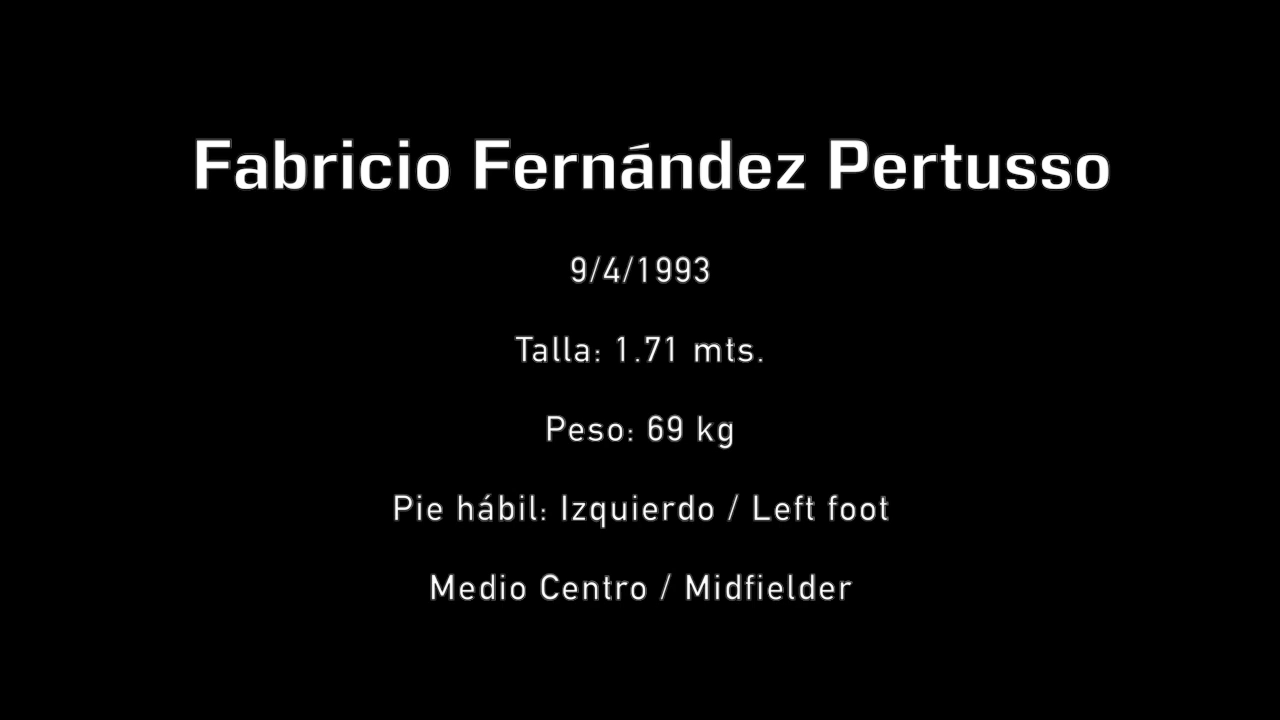 Fabricio Fernández Pertusso
9/4/1993
Talla: 1.71 mts.
Peso: 69 kg
Pie hábil: Izquierdo / Left foot
Medio Centro / Midfielder